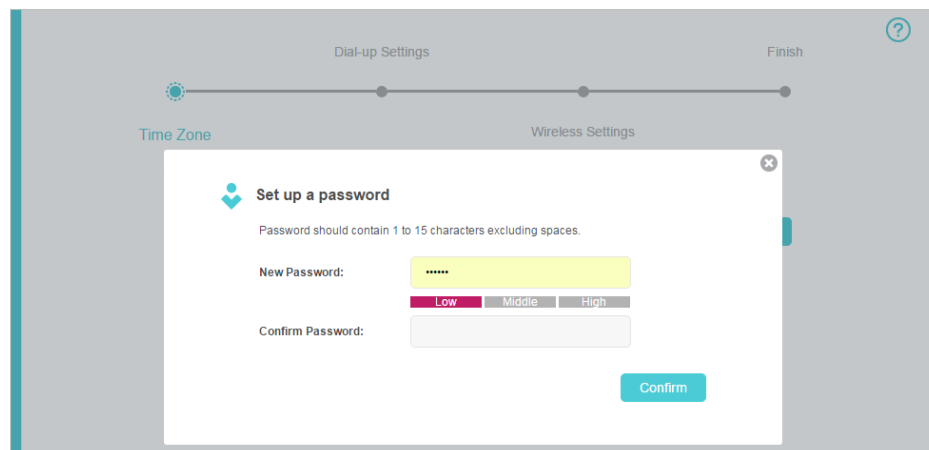 ?
Dial-up Settings
Finish
Time Zone
Wireless Settings
Set up a password
Password should contain 1 to 15 characters excluding spaces.
New Password:
••••••
Low Middle High
Confirm Password:
Confirm